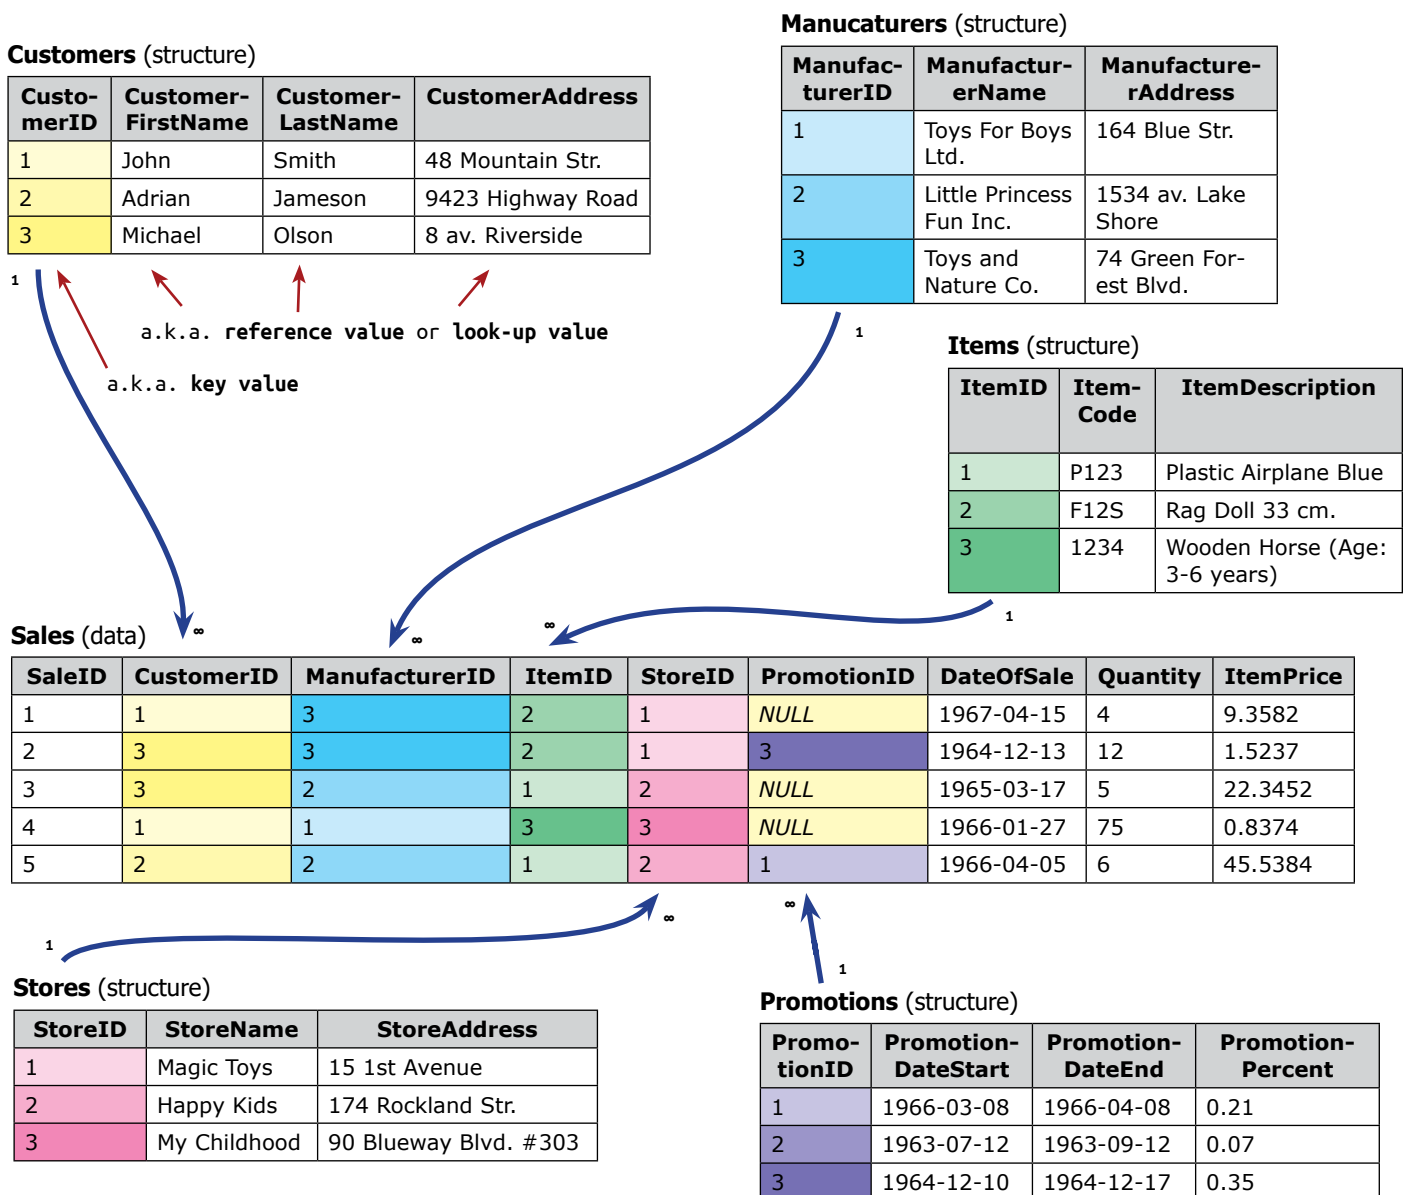 Manucaturers (structure)
Manufac-
turerID
Manufactur-
erName
Manufacture-
rAddress
1
Toys For Boys
Ltd.
164 Blue Str.
2
Little Princess
Fun Inc.
1534 av. Lake
Shore
3
Toys and
Nature Co.
74 Green For-
est Blvd.
1
Customers (structure)
Custo-
merID
Customer-
FirstName
Customer-
LastName
CustomerAddress
1 John Smith 48 Mountain Str.
2 Adrian Jameson 9423 Highway Road
3 Michael Olson 8 av. Riverside
1
a.k.a. reference value or look-up value
a.k.a. key value
Items (structure)
ItemID
Item-
Code
ItemDescription
1 P123 Plastic Airplane Blue
2 F12S Rag Doll 33 cm.
3 1234 Wooden Horse (Age:
3-6 years)
1
∞
∞
∞
Sales (data)
SaleID CustomerID ManufacturerID ItemID StoreID PromotionID DateOfSale Quantity ItemPrice
1 1 3 2 1 NULL 1967-04-15 4 9.3582
2 3 3 2 1 3 1964-12-13 12 1.5237
3 3 2 1 2 NULL 1965-03-17 5 22.3452
4 1 1 3 3 NULL 1966-01-27 75 0.8374
5 2 2 1 2 1 1966-04-05 6 45.5384
∞
∞
1
1
Stores (structure)
StoreID StoreName StoreAddress
1 Magic Toys 15 1st Avenue
2 Happy Kids 174 Rockland Str.
3 My Childhood 90 Blueway Blvd. #303
Promotions (structure)
Promo-
tionID
Promotion-
DateStart
Promotion-
DateEnd
Promotion-
Percent
1 1966-03-08 1966-04-08 0.21
2 1963-07-12 1963-09-12 0.07
3 1964-12-10 1964-12-17 0.35